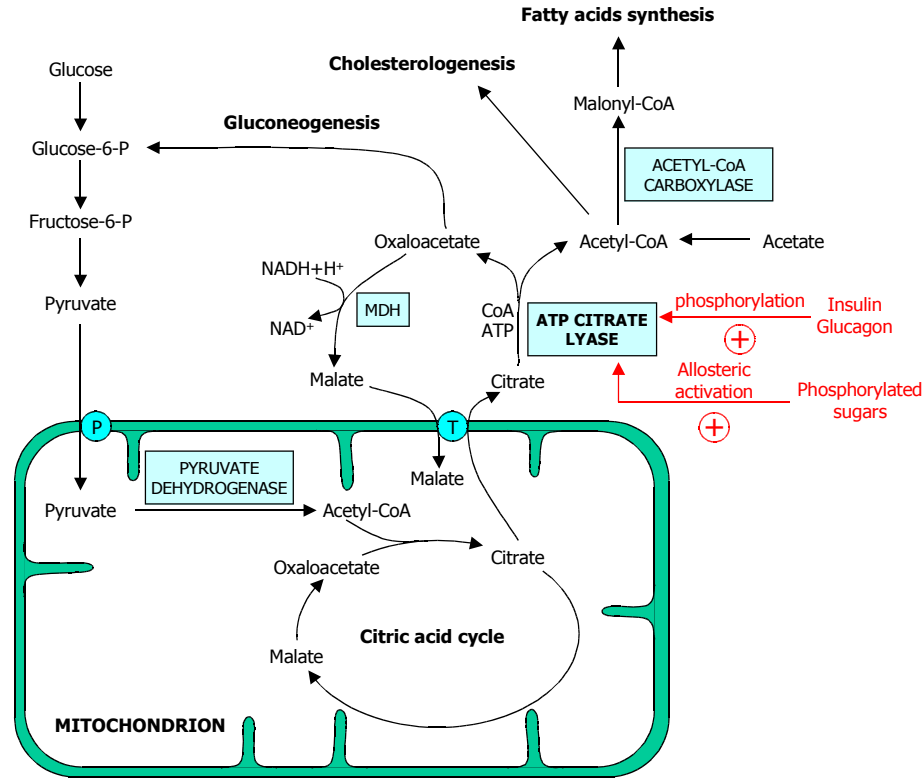 Fatty acids synthesis
Cholesterologenesis
Glucose
Malonyl-CoA
Gluconeogenesis
Glucose-6-P
ACETYL-CoA
CARBOXYLASE
Fructose-6-P
Oxaloacetate
Acetyl-CoA
Acetate
NADH+H⁺
NAD⁺
MDH
Pyruvate
CoA
ATP
ATP CITRATE
LYASE
phosphorylation
+
Insulin
Glucagon
Malate
Citrate
Allosteric
activation
+
Phosphorylated
sugars
P
T
PYRUVATE
DEHYDROGENASE
Malate
Pyruvate
Acetyl-CoA
Oxaloacetate
Citrate
Citric acid cycle
Malate
MITOCHONDRION